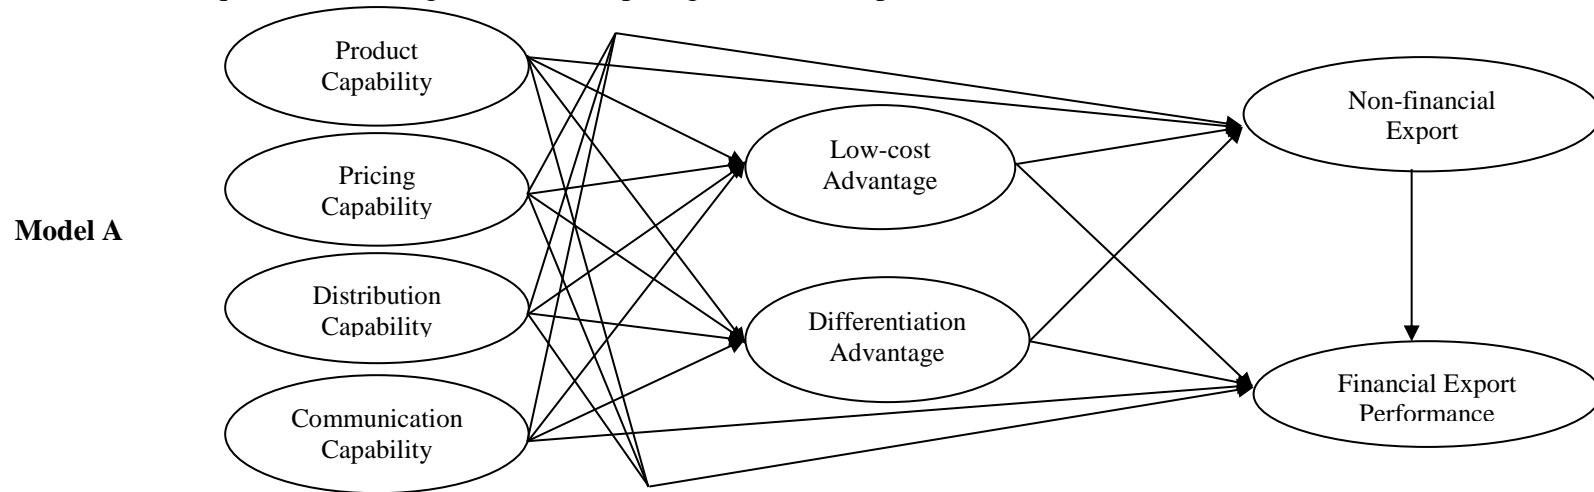 Product
Capability
Pricing
Capability
Model A
Distribution
Capability
Communication
Capability
Low-cost
Advantage
Differentiation
Advantage
Non-financial
Export
Financial Export
Performance